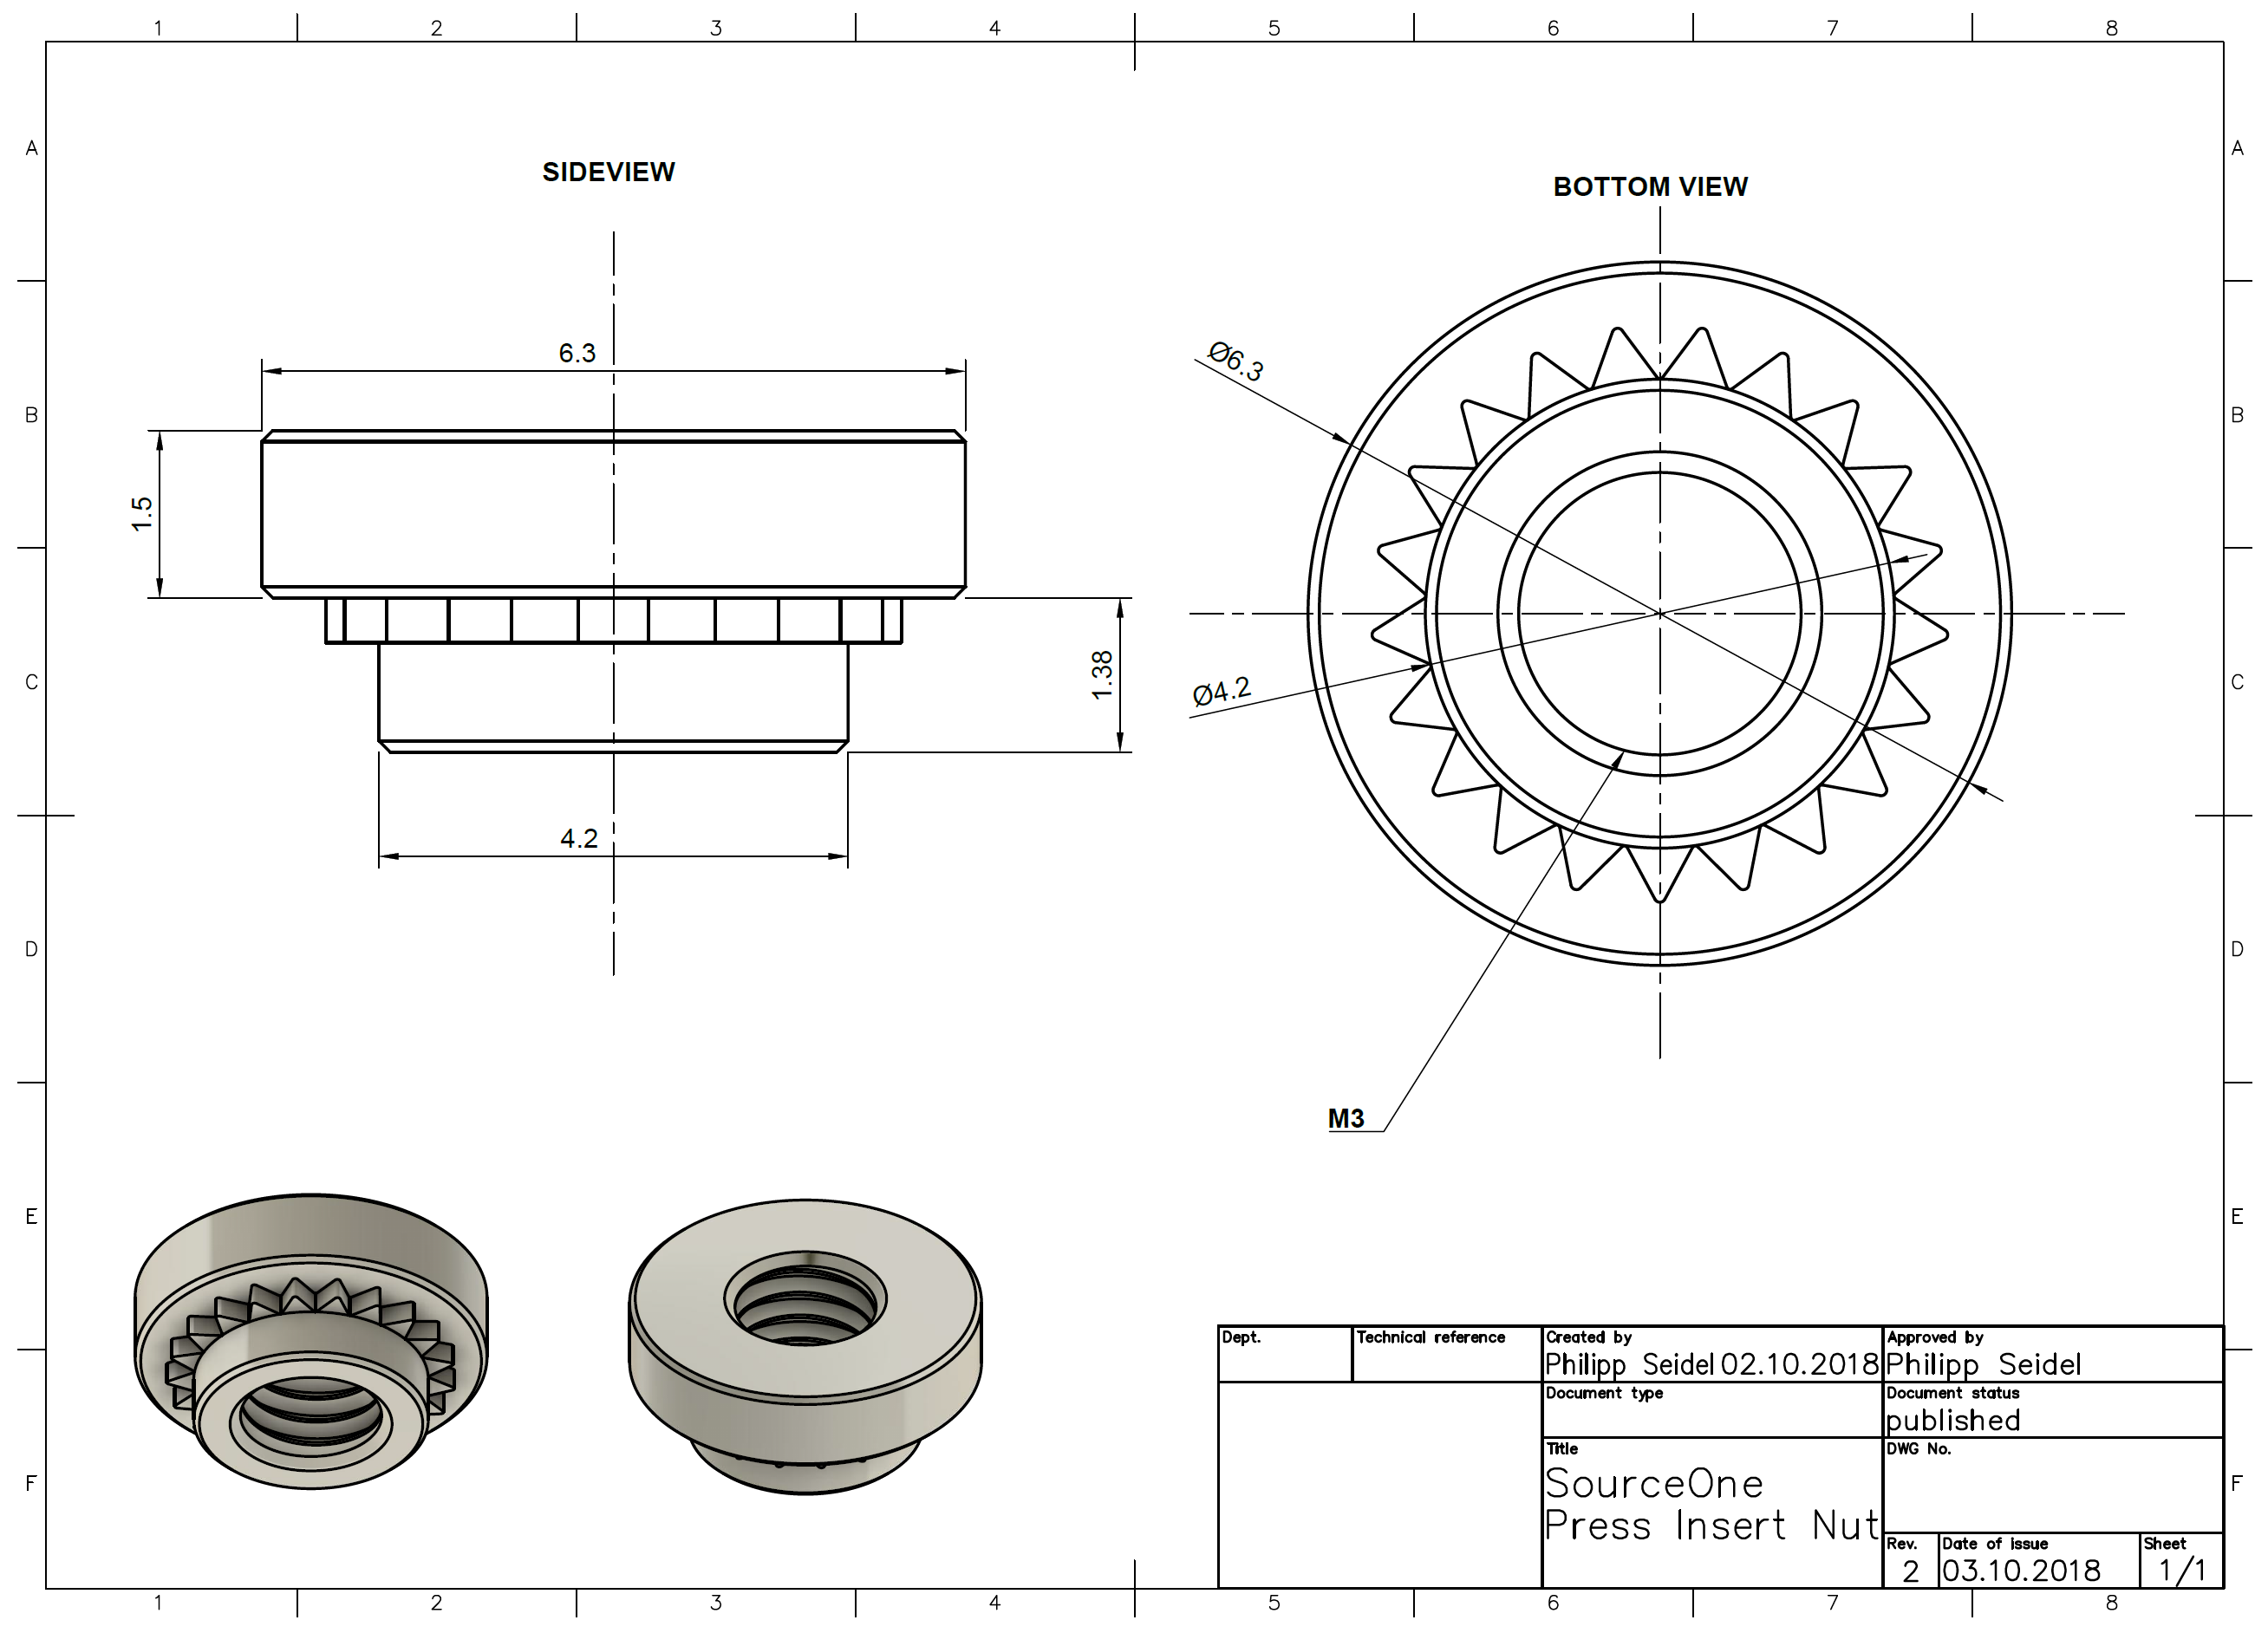 1 2 3 4 5 6 7 8
A A
SIDEVIEW
BOTTOM VIEW
6.3
Ø6.3
B B
1.5
C C
1.38
Ø4.2
4.2
D D
M3
E E
Dept.
Technical reference
Created by
Philipp Seidel 02.10.2018
Approved by
Philipp Seidel
Document type
Document status
published
Title
SourceOne
Press Insert Nut
DWG No.
F F
Rev.
2
Date of issue
03.10.2018
Sheet
1/1
1 2 3 4 5 6 7 8